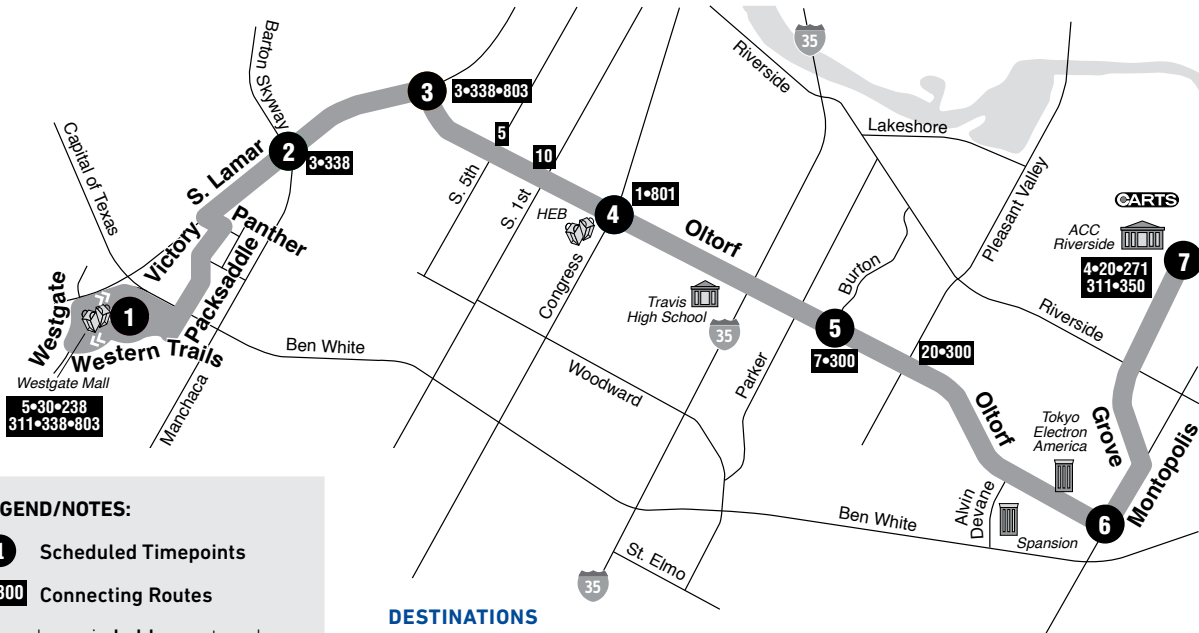 35
Riverside
Barton Skyway
3
3•338•803
Lakeshore
5
10
Capital of Texas
S. Lamar
2
3•338
S. 5th
S. 1st
HEB
4
1•801
Oltorf
Pleasant Valley
CARTS
ACC
Riverside
7
4•20•271
311•350
Victory
Panther
Packsaddle
Congress
Burton
Westgate
1
Western Trails
Travis
High School
35
5
7•300
20•300
Riverside
Westgate Mall
5•30•238
311•338•803
Manchaca
Ben White
Woodward
Parker
Oltorf
Tokyo
Electron
America
Grove
Montopolis
Alvin
Devane
Spansion
6
Ben White
St. Elmo
35
GEND/NOTES:
1 Scheduled Timepoints
300 Connecting Routes
DESTINATIONS